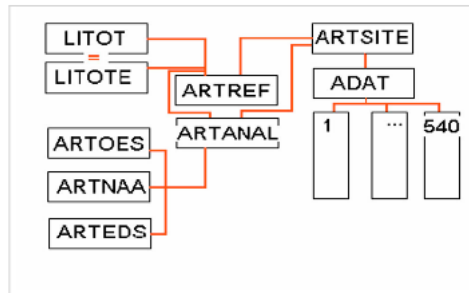 LITOT
=
LITOTE
ARTSITE
ARTREF
ADAT
ARTANAL
1
...
540
ARTOES
ARTNAA
ARTEDS